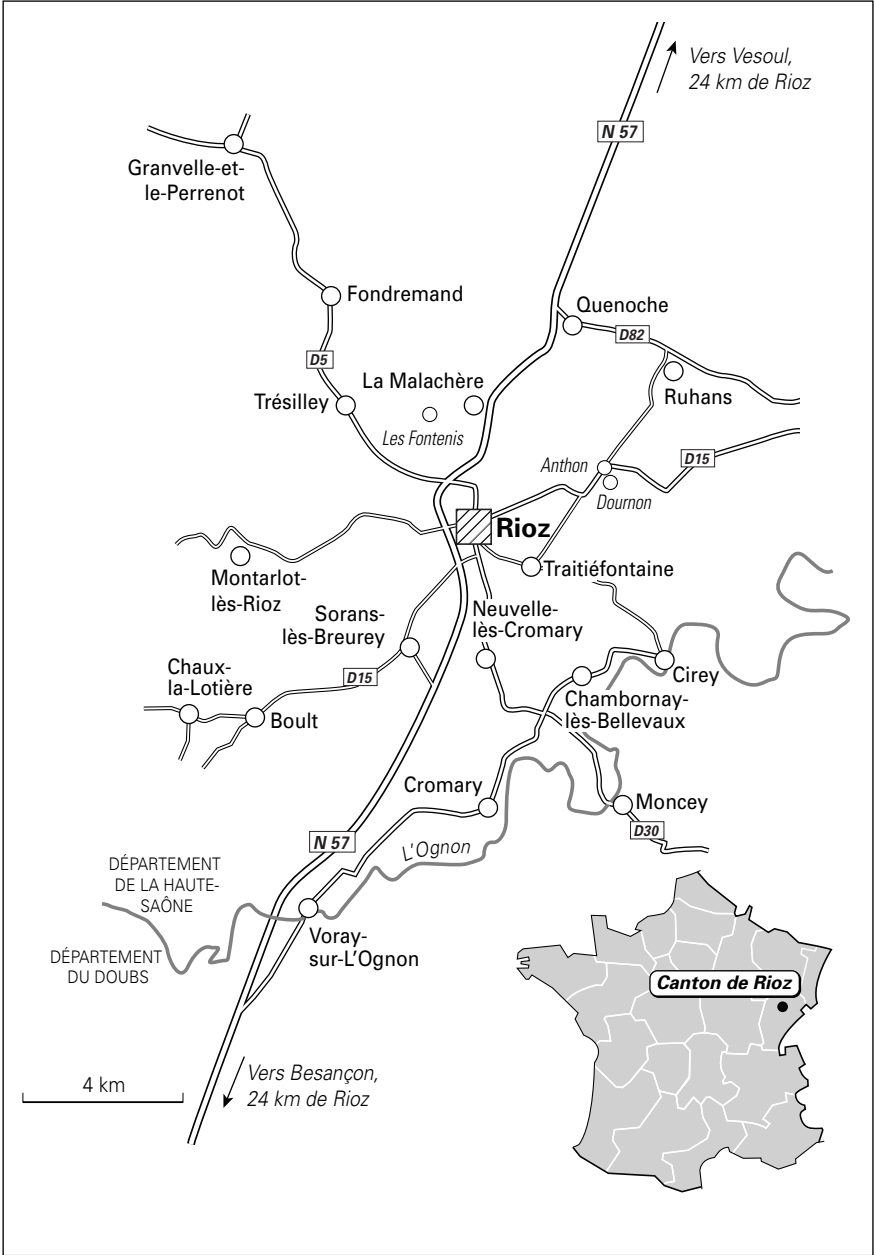 Vers Vesoul,
24 km de Rioz
N 57
Granvelle-et-
le-Perrenot
Fondremand
Quenoche
D82
D5
La Malachère
Trésilley
Les Fontenis
Ruhans
Anthon
D15
Dournon
Rioz
Montarlot-
lès-Rioz
Traitiéfontaine
Sorans-
lès-Breurey
Neuvelle-
lès-Cromary
Chaux-
la-Lotière
D15
Cirey
Chambornay-
lès-Bellevaux
Boult
Cromary
Moncey
D30
N 57
L'Ognon
DÉPARTEMENT
DE LA HAUTE-
SAÔNE
Voray-
sur-L'Ognon
DÉPARTEMENT
DU DOUBS
Canton de Rioz
4 km
Vers Besançon,
24 km de Rioz